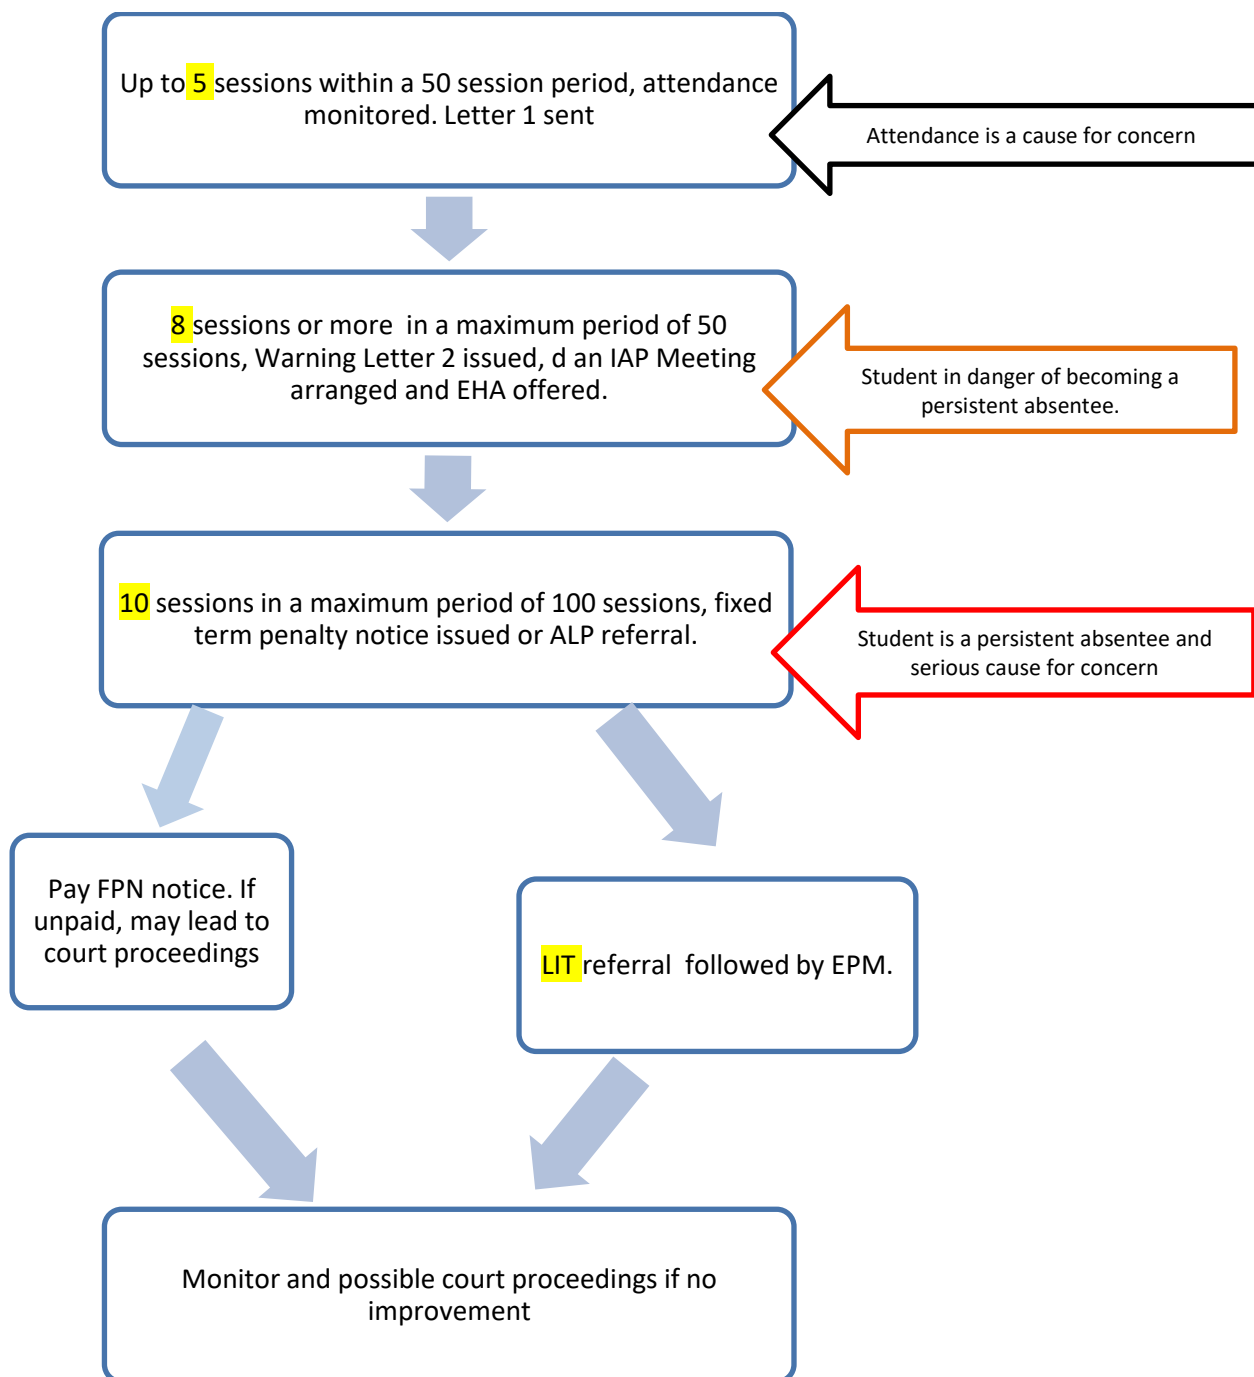 Up to 5 sessions within a 50 session period, attendance
monitored. Letter 1 sent
Attendance is a cause for concern
8 sessions or more  in a maximum period of 50
sessions, Warning Letter 2 issued, d an IAP Meeting
arranged and EHA offered.
Student in danger of becoming a
persistent absentee.
10 sessions in a maximum period of 100 sessions, fixed
term penalty notice issued or ALP referral.
Student is a persistent absentee and
serious cause for concern
Pay FPN notice. If
unpaid, may lead to
court proceedings
LIT referral  followed by EPM.
Monitor and possible court proceedings if no
improvement